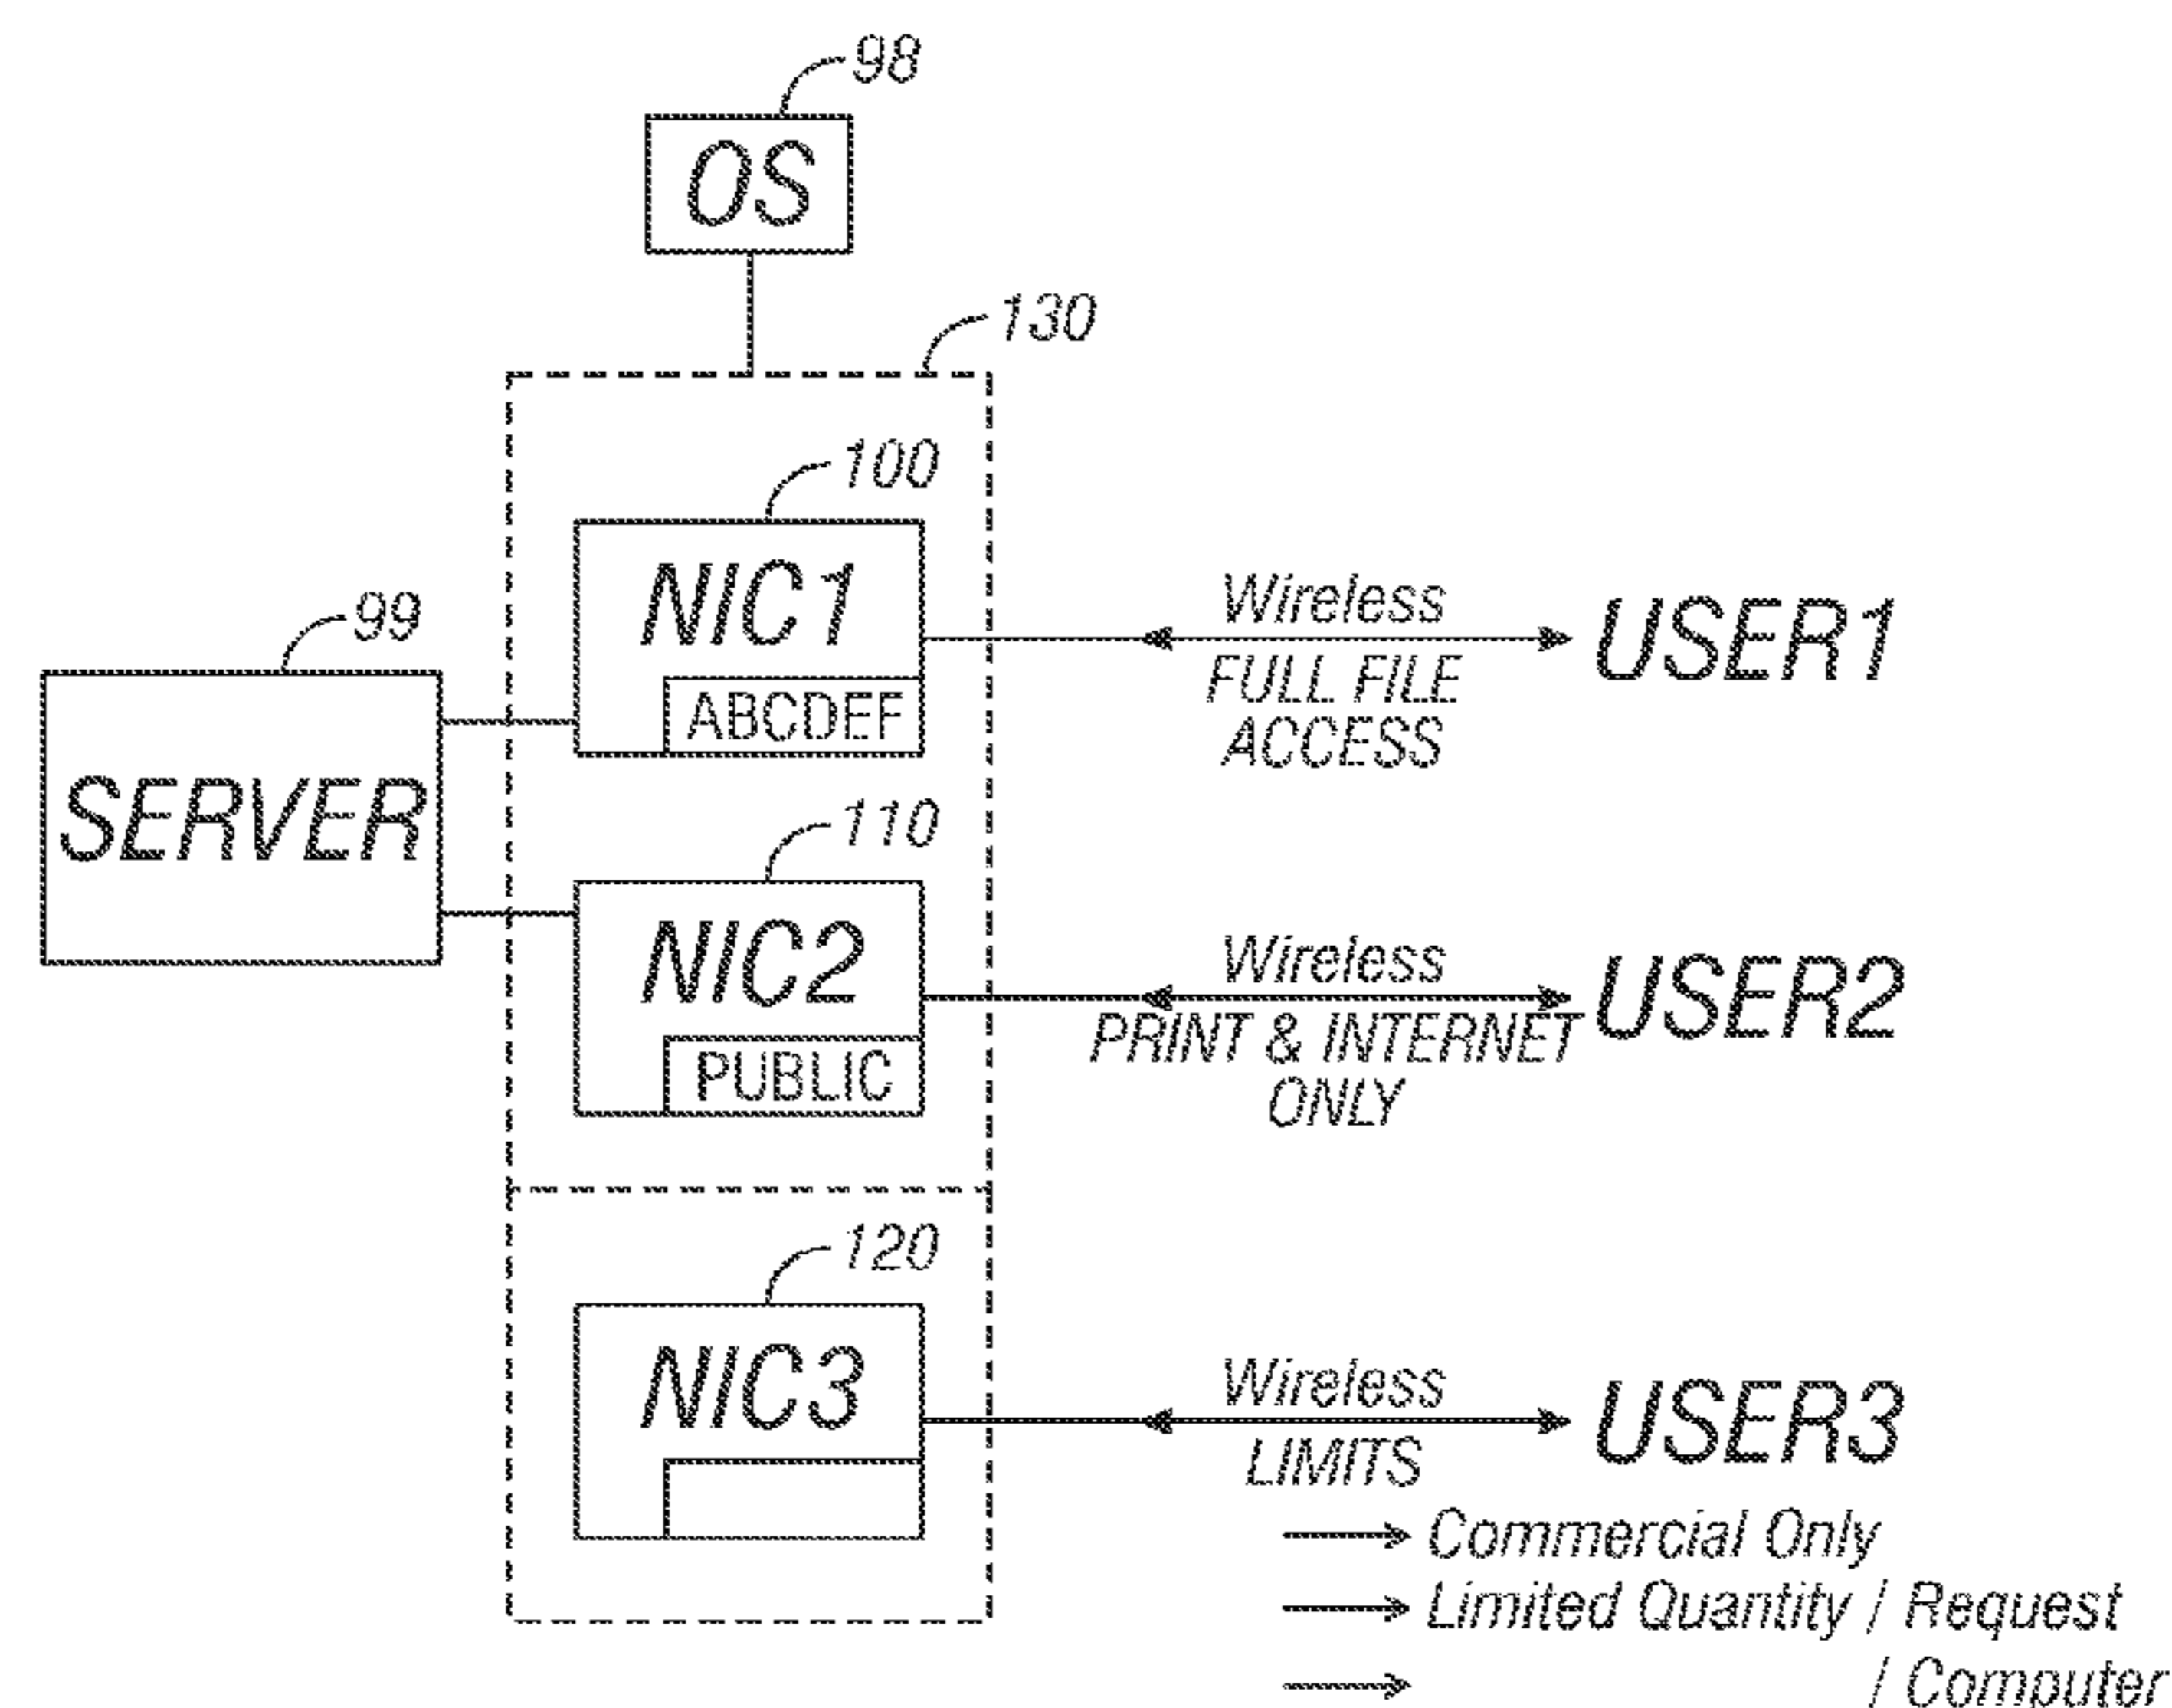 98
OS
130
100
NIC1
ABCDEF
Wireless
FULL FILE
ACCESS
USER1
99
SERVER
110
NIC2
PUBLIC
Wireless
PRINT & INTERNET
ONLY
USER2
120
NIC3
Wireless
LIMITS
USER3
Commercial Only
Limited Quantity / Request
/ Computer